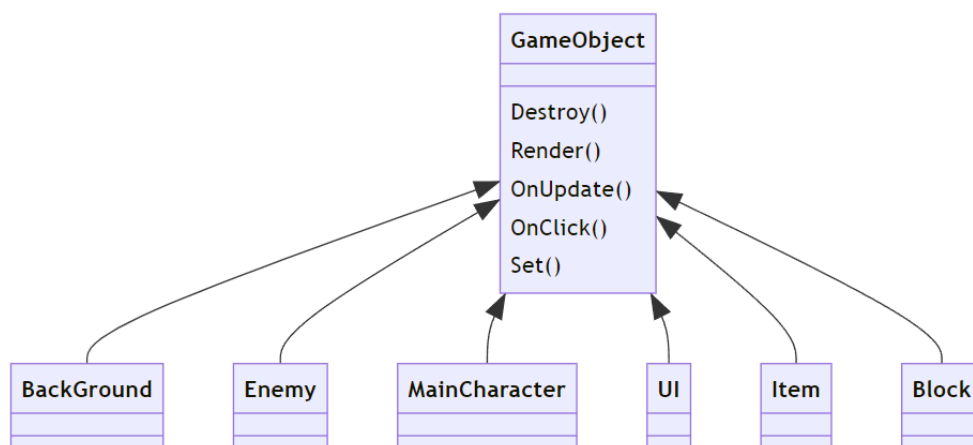 GameObject
Destroy()
Render()
OnUpdate()
OnClick()
Set()
BackGround
Enemy
MainCharacter
UI
Item
Block